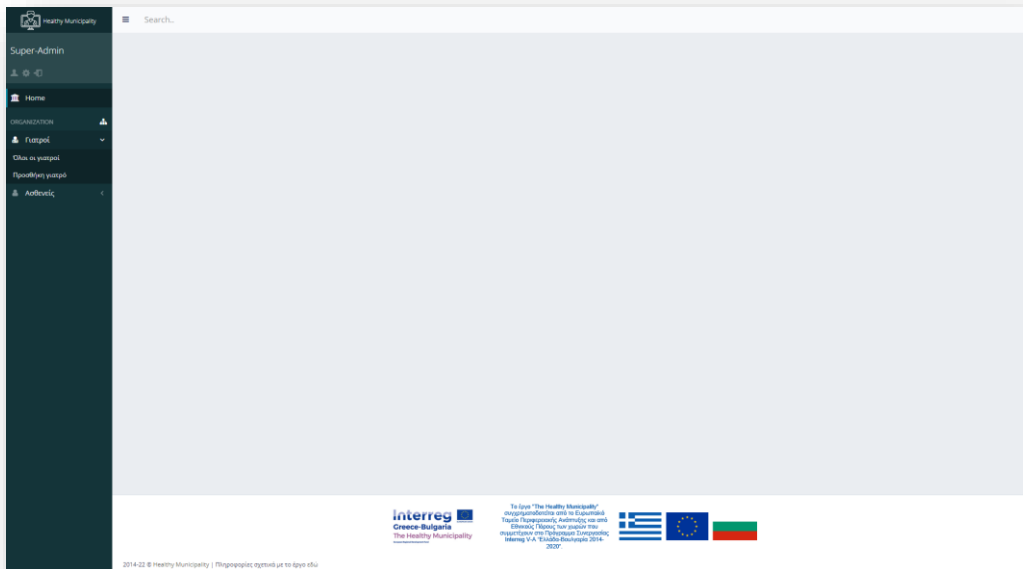 Healthy Municipality
Search..
Super-Admin
Home
ORGANIZATION
Γιατροί
Όλοι οι γιατροί
Προσθήκη γιατρό
Ασθενείς
Interreg
Greece-Bulgaria
The Healthy Municipality
Το έργο "The Healthy Municipality"
συγχρηματοδοτείται από το Ευρωπαϊκό
Ταμείο Περιφερειακής Ανάπτυξης και από
Εθνικούς Πόρους των χωρών που
συμμετέχουν στο Πρόγραμμα Συνεργασίας
Interreg V-A "Ελλάδα-Βουλγαρία 2014-
2020".
2014-22 © Healthy Municipality | Πληροφορίες σχετικά με το έργο εδώ